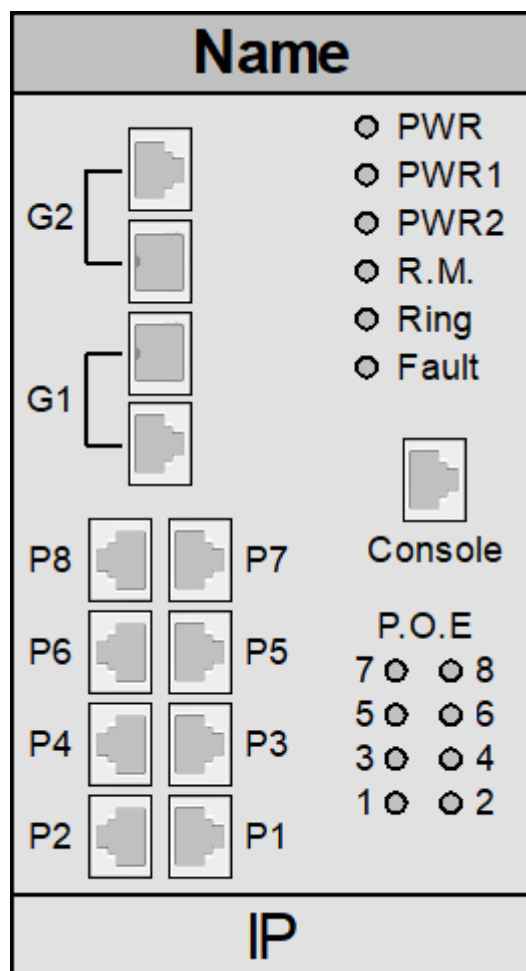 Name
PWR
PWR1
PWR2
R.M.
Ring
Fault
G2
G1
Console
P8 P7
P6 P5
P4 P3
P2 P1
P.O.E
7 8
5 6
3 4
1 2
IP